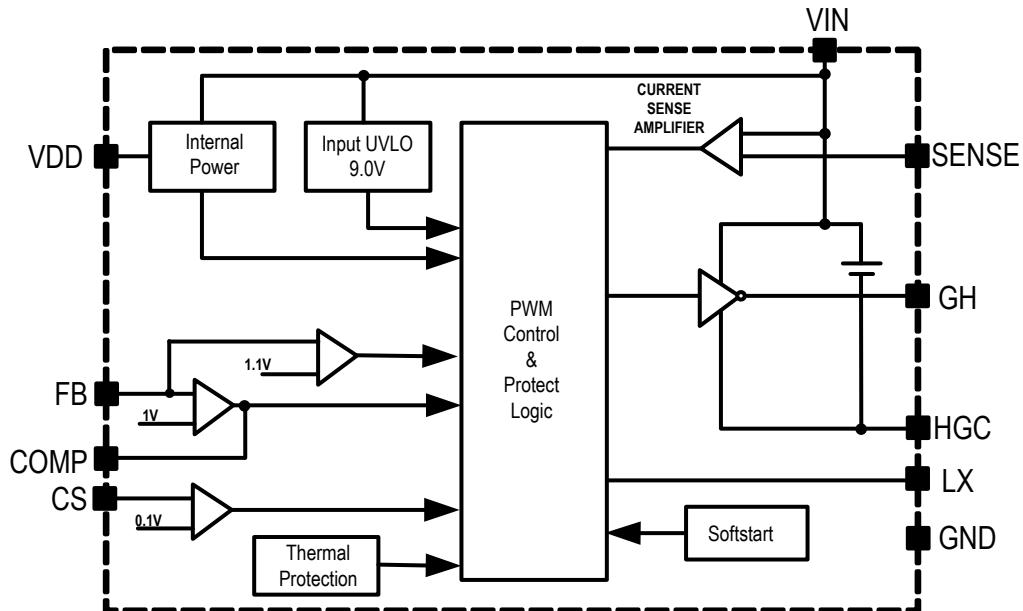 VIN
CURRENT
SENSE
AMPLIFIER
Internal
Power
Input UVLO
9.0V
VDD
SENSE
GH
PWM
Control
&
Protect
Logic
1.1V
FB
1V
HGC
COMP
CS
LX
0.1V
Softstart
GND
Thermal
Protection